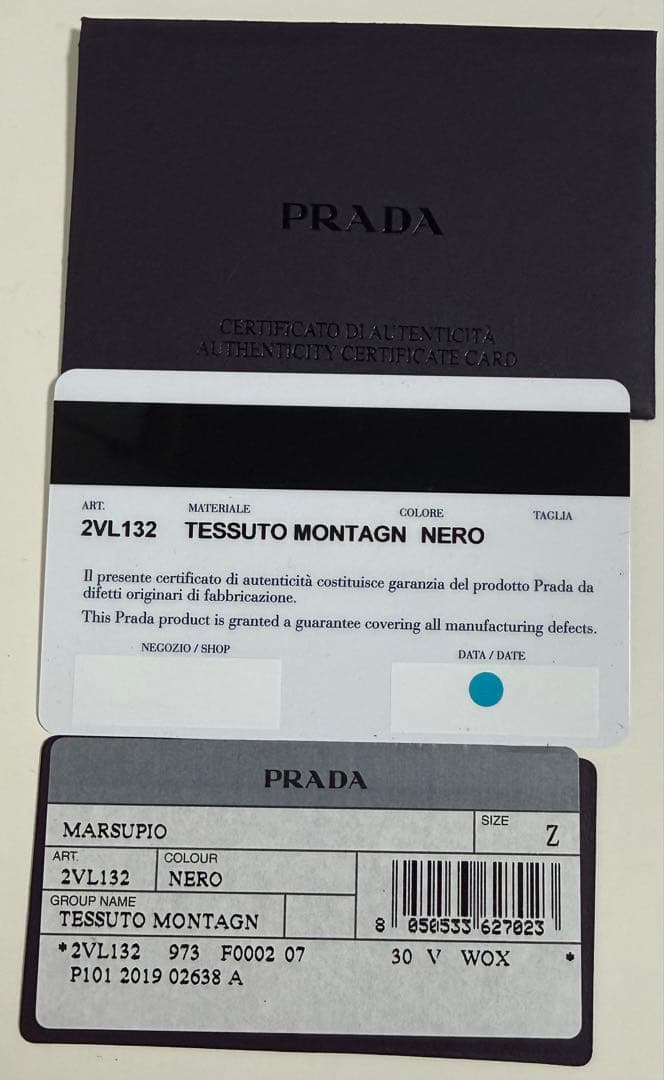 PRADA
CERTIFICATO DI AUTENTICITÀ
AUTHENTICITY CERTIFICATE CARD
ART. MATERIALE COLORE TAGLIA
2VL132 TESSUTO MONTAGN NERO
Il presente certificato di autenticità costituisce garanzia del prodotto Prada da
difetti originari di fabbricazione.
This Prada product is granted a guarantee covering all manufacturing defects.
NEGOZIO / SHOP DATA / DATE
PRADA
MARSUPIO SIZE Z
ART. COLOUR
2VL132 NERO
GROUP NAME
TESSUTO MONTAGN
8 050533 627023
*2VL132 973 F0002 07 30 V WOX *
P101 2019 02638 A